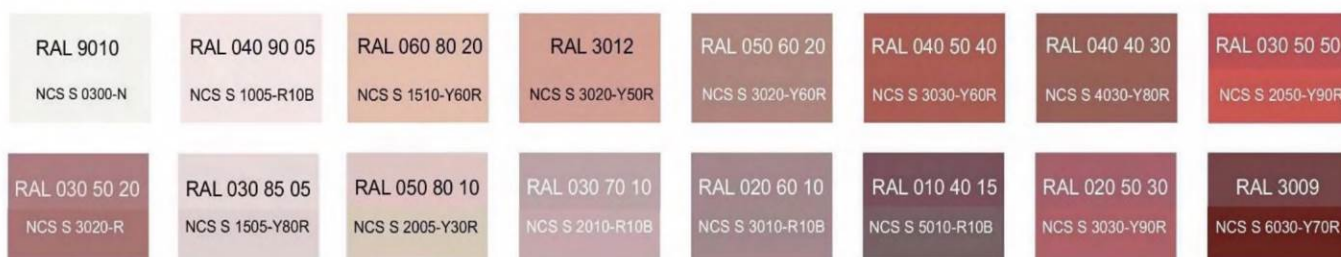 RAL 9010
NCS S 0300-N
RAL 040 90 05
NCS S 1005-R10B
RAL 060 80 20
NCS S 1510-Y60R
RAL 3012
NCS S 3020-Y50R
RAL 050 60 20
NCS S 3020-Y60R
RAL 040 50 40
NCS S 3030-Y60R
RAL 040 40 30
NCS S 4030-Y80R
RAL 030 50 50
NCS S 2050-Y90R
RAL 030 50 20
NCS S 3020-R
RAL 030 85 05
NCS S 1505-Y80R
RAL 050 80 10
NCS S 2005-Y30R
RAL 030 70 10
NCS S 2010-R10B
RAL 020 60 10
NCS S 3010-R10B
RAL 010 40 15
NCS S 5010-R10B
RAL 020 50 30
NCS S 3030-Y90R
RAL 3009
NCS S 6030-Y70R